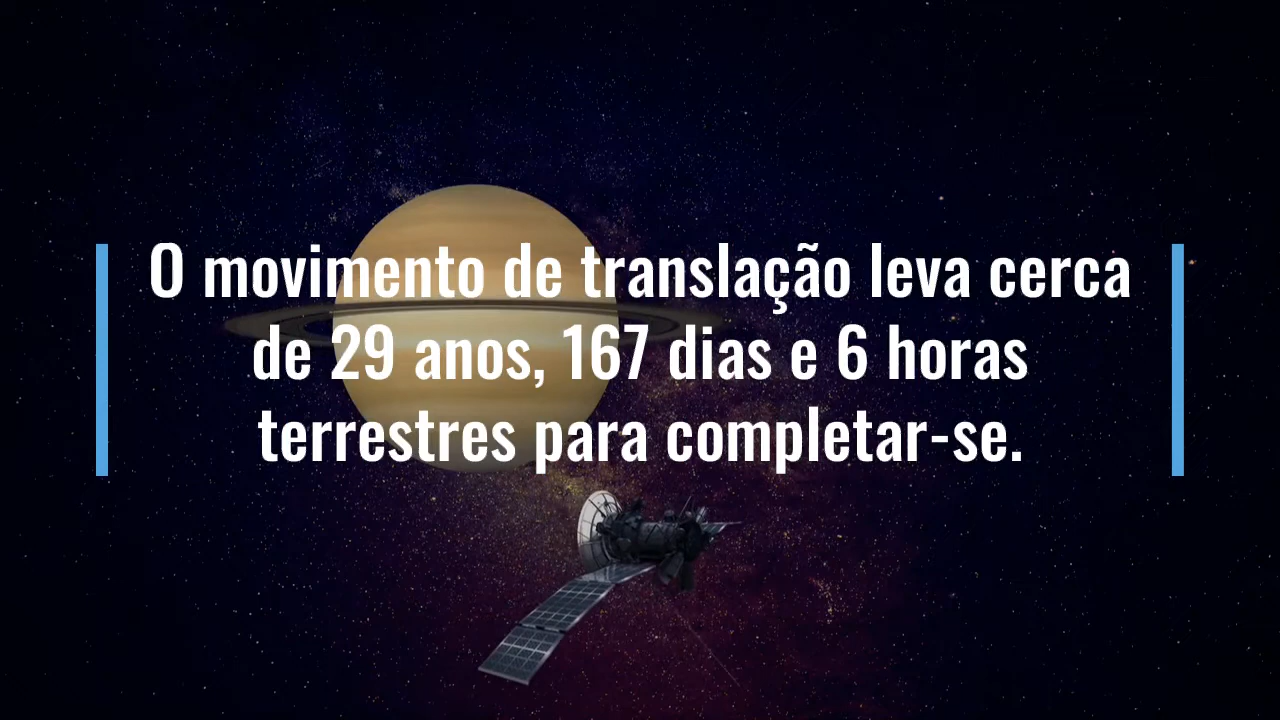 O movimento de translação leva cerca
de 29 anos, 167 dias e 6 horas
terrestres para completar-se.